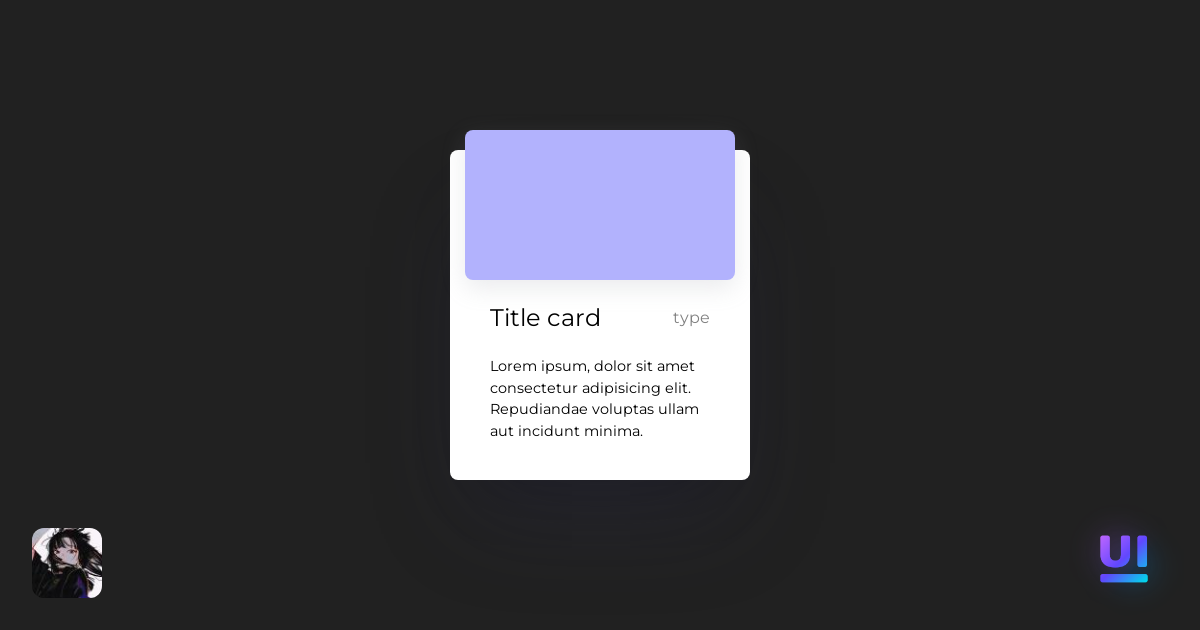 Title card
type
Lorem ipsum, dolor sit amet
consectetur adipisicing elit.
Repudiandae voluptas ullam
aut incidunt minima.
UI